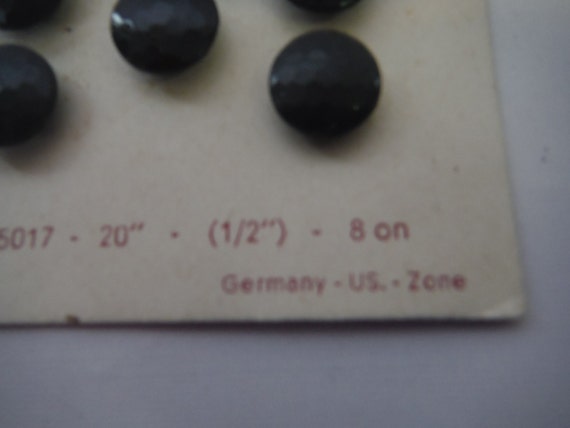 5017 - 20" - (1/2") - 8 on
Germany - US. - Zone